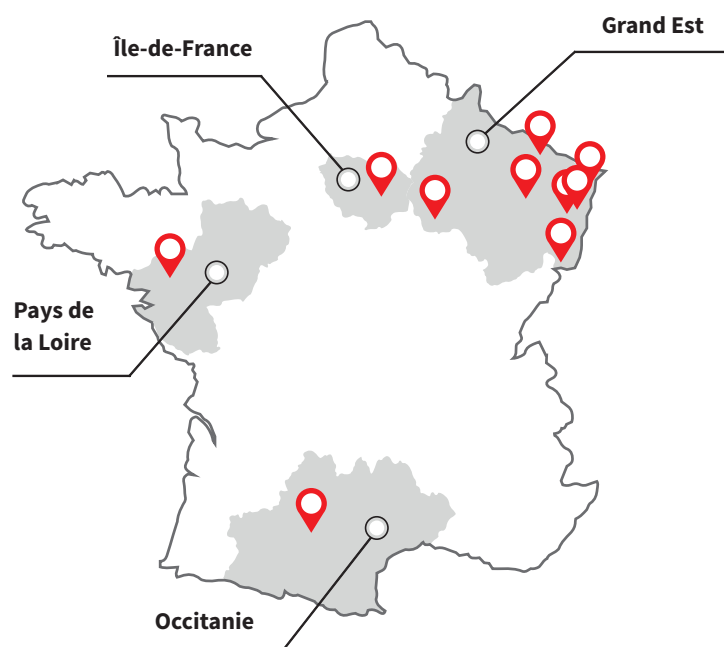 Grand Est
Île-de-France
Pays de
la Loire
Occitanie